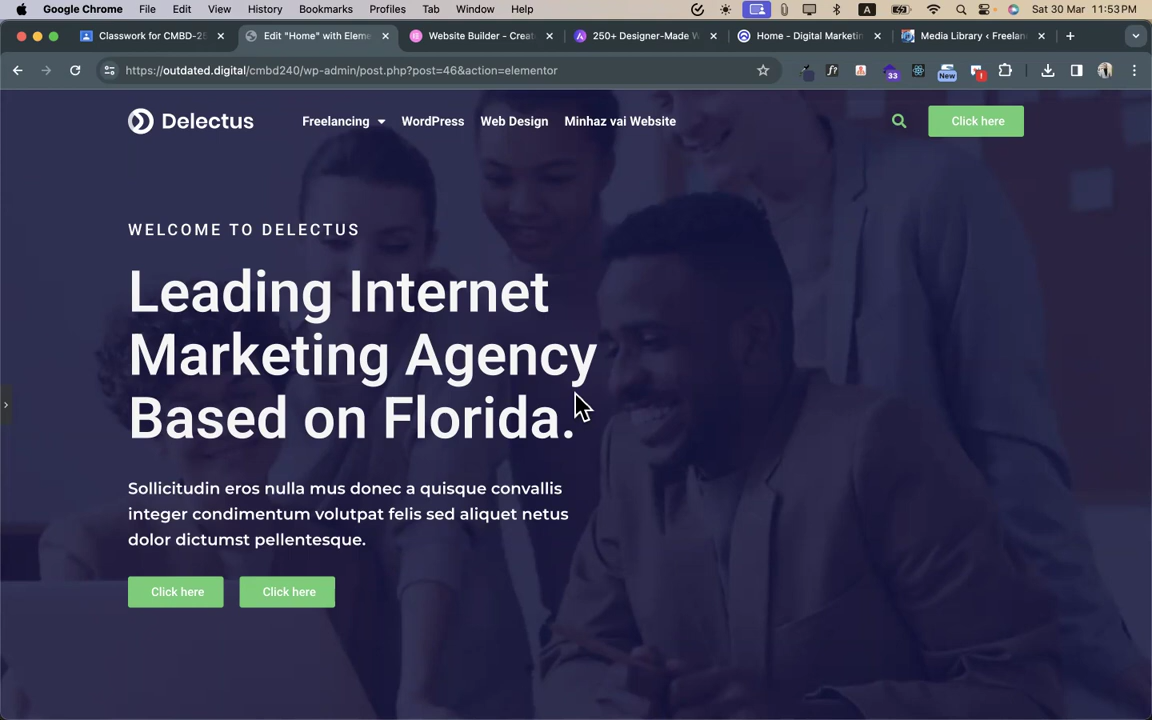 Google Chrome File Edit View History Bookmarks Profiles Tab Window Help A Sat 30 Mar 11:53 PM
Classwork for CMBD-25 Edit "Home" with Eleme Website Builder - Creat 250+ Designer-Made W Home - Digital Marketin Media Library ‹ Freelan
https://outdated.digital/cmbd240/wp-admin/post.php?post=46&action=elementor f? 33 New !
Delectus Freelancing WordPress Web Design Minhaz vai Website Click here
WELCOME TO DELECTUS
Leading Internet
Marketing Agency
Based on Florida.
Sollicitudin eros nulla mus donec a quisque convallis
integer condimentum volutpat felis sed aliquet netus
dolor dictumst pellentesque.
Click here Click here